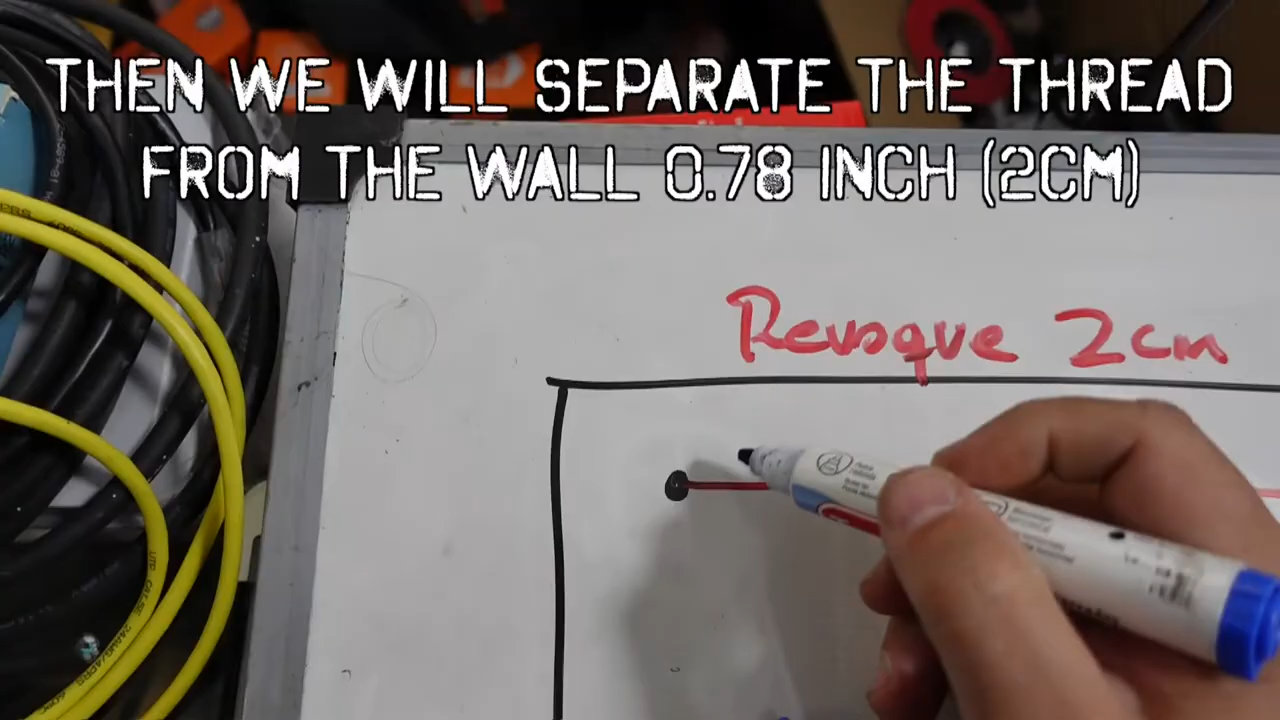 THEN WE WILL SEPARATE THE THREAD
FROM THE WALL 0.78 INCH (2CM)
Revoque 2cm